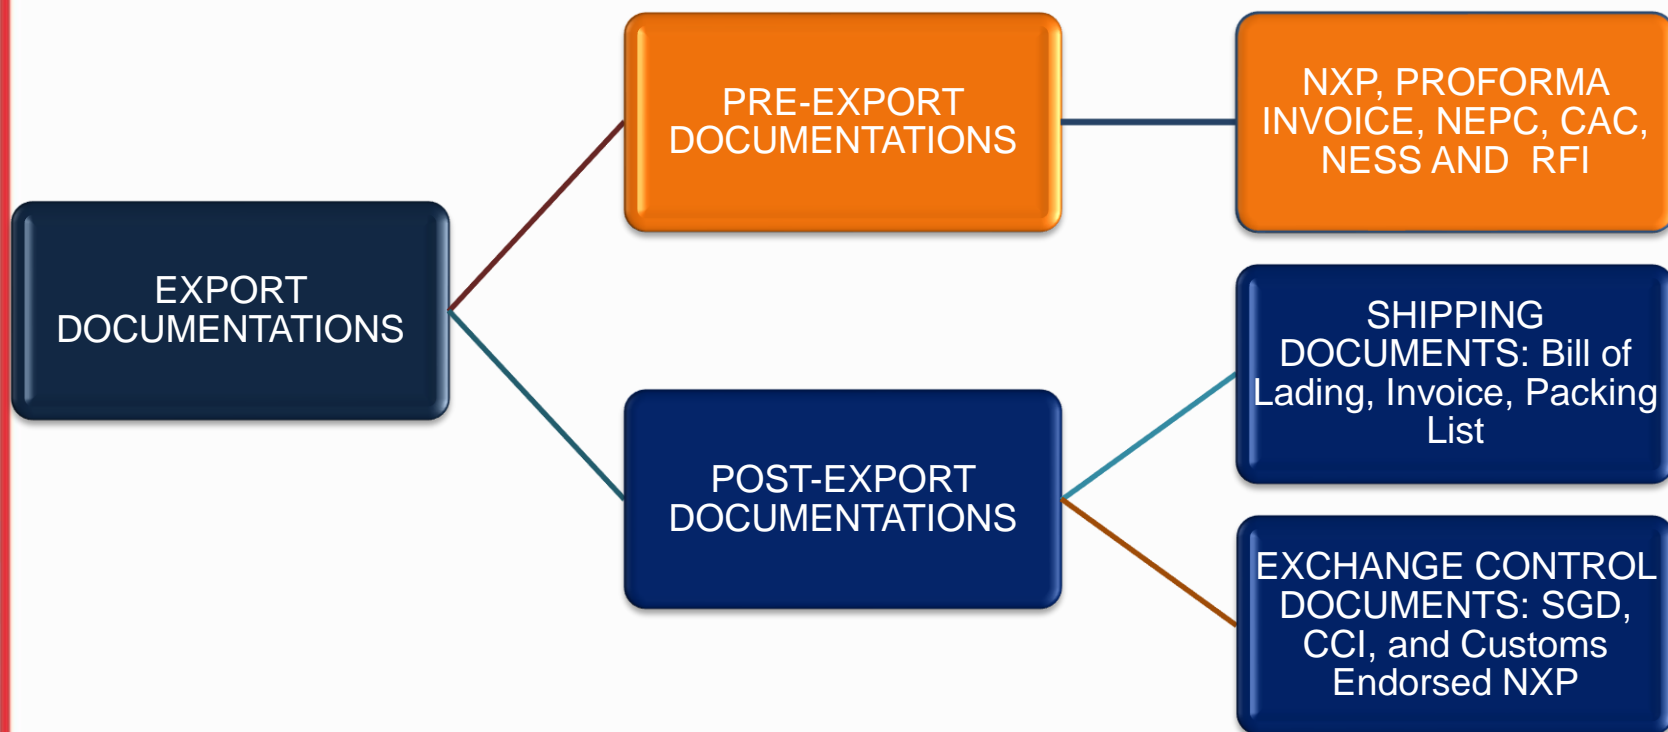 EXPORT
DOCUMENTATIONS
PRE-EXPORT
DOCUMENTATIONS
NXP, PROFORMA
INVOICE, NEPC, CAC,
NESS AND  RFI
POST-EXPORT
DOCUMENTATIONS
SHIPPING
DOCUMENTS: Bill of
Lading, Invoice, Packing
List
EXCHANGE CONTROL
DOCUMENTS: SGD,
CCI, and Customs
Endorsed NXP